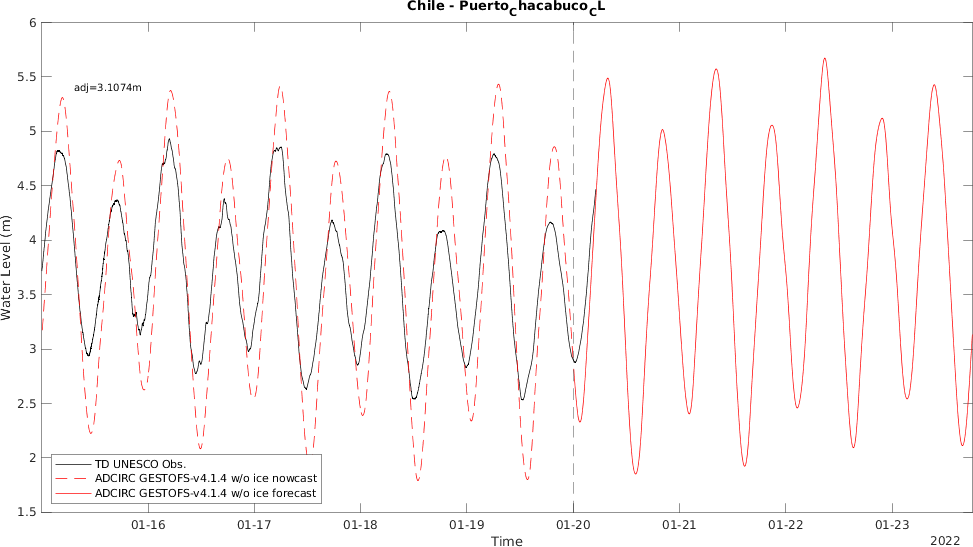 Chile - Puerto_Chacabuco_CL
6
5.5
adj=3.1074m
5
4.5
4
3.5
3
2.5
2
1.5
Water Level (m)
TD UNESCO Obs.
ADCIRC GESTOFS-v4.1.4 w/o ice nowcast
ADCIRC GESTOFS-v4.1.4 w/o ice forecast
01-16 01-17 01-18 01-19 01-20 01-21 01-22 01-23
Time
2022